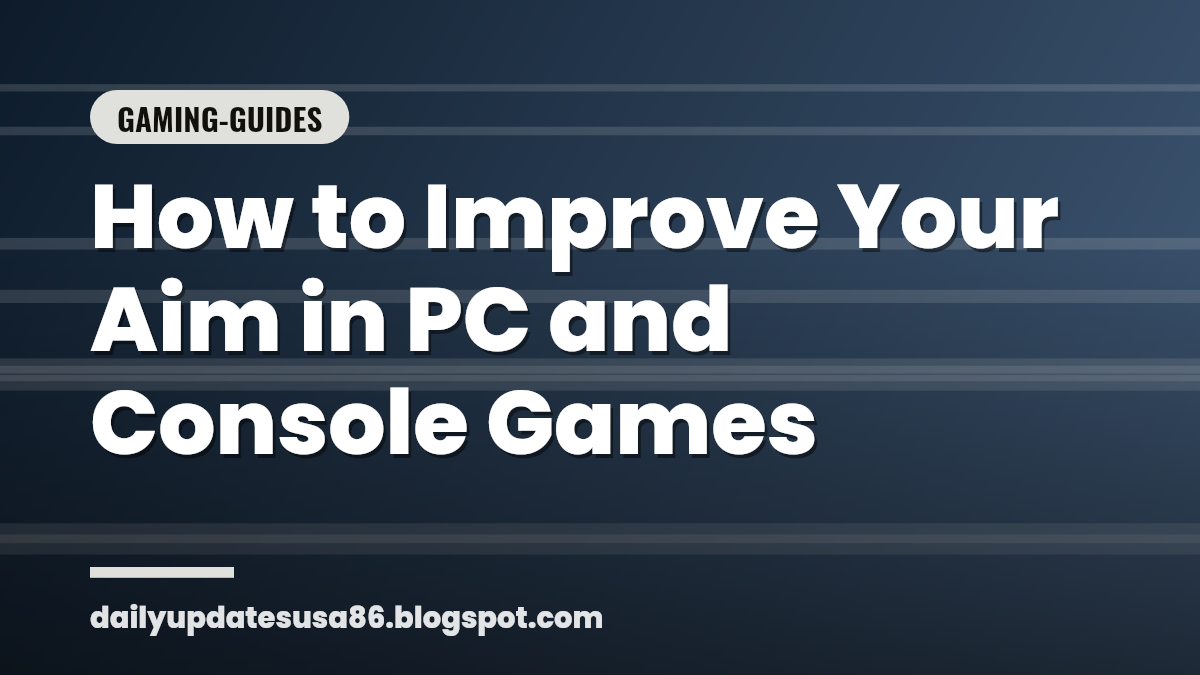 GAMING-GUIDES
How to Improve Your
Aim in PC and
Console Games
dailyupdatesusa86.blogspot.com